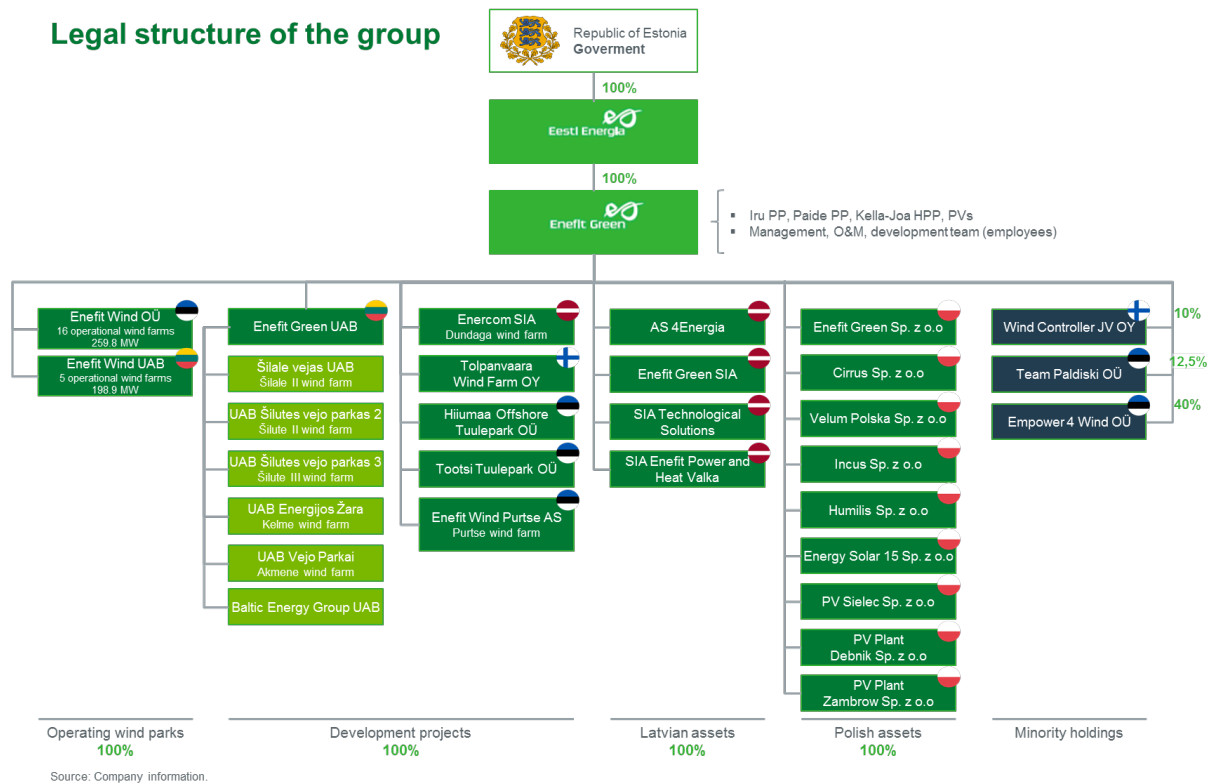 Legal structure of the group
Republic of Estonia
Goverment
100%
Eesti Energia
100%
Enefit Green
▪ Iru PP, Paide PP, Kella-Joa HPP, PVs
▪ Management, O&M, development team (employees)
Enefit Wind OÜ
16 operational wind farms
259.8 MW
Enefit Wind UAB
5 operational wind farms
198.9 MW
Enefit Green UAB
Šilale vejas UAB
Šilale II wind farm
UAB Šilutes vejo parkas 2
Šilute II wind farm
UAB Šilutes vejo parkas 3
Šilute III wind farm
UAB Energijos Žara
Kelme wind farm
UAB Vejo Parkai
Akmene wind farm
Baltic Energy Group UAB
Enercom SIA
Dundaga wind farm
Tolpanvaara
Wind Farm OY
Hiiumaa Offshore
Tuulepark OÜ
Tootsi Tuulepark OÜ
Enefit Wind Purtse AS
Purtse wind farm
AS 4Energia
Enefit Green SIA
SIA Technological
Solutions
SIA Enefit Power and
Heat Valka
Enefit Green Sp. z o.o
Cirrus Sp. z o.o
Velum Polska Sp. z o.o
Incus Sp. z o.o
Humilis Sp. z o.o
Energy Solar 15 Sp. z o.o
PV Sielec Sp. z o.o
PV Plant
Debnik Sp. z o.o
PV Plant
Zambrow Sp. z o.o
Wind Controller JV OY
10%
Team Paldiski OÜ
12,5%
Empower 4 Wind OÜ
40%
Operating wind parks
100%
Development projects
100%
Latvian assets
100%
Polish assets
100%
Minority holdings
Source: Company information.